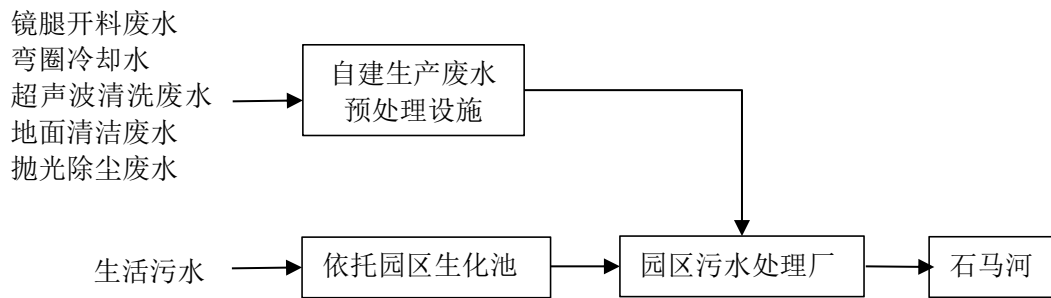 镜腿开料废水
弯圈冷却水
超声波清洗废水
地面清洁废水
抛光除尘废水
自建生产废水
预处理设施
生活污水
依托园区生化池
园区污水处理厂
石马河